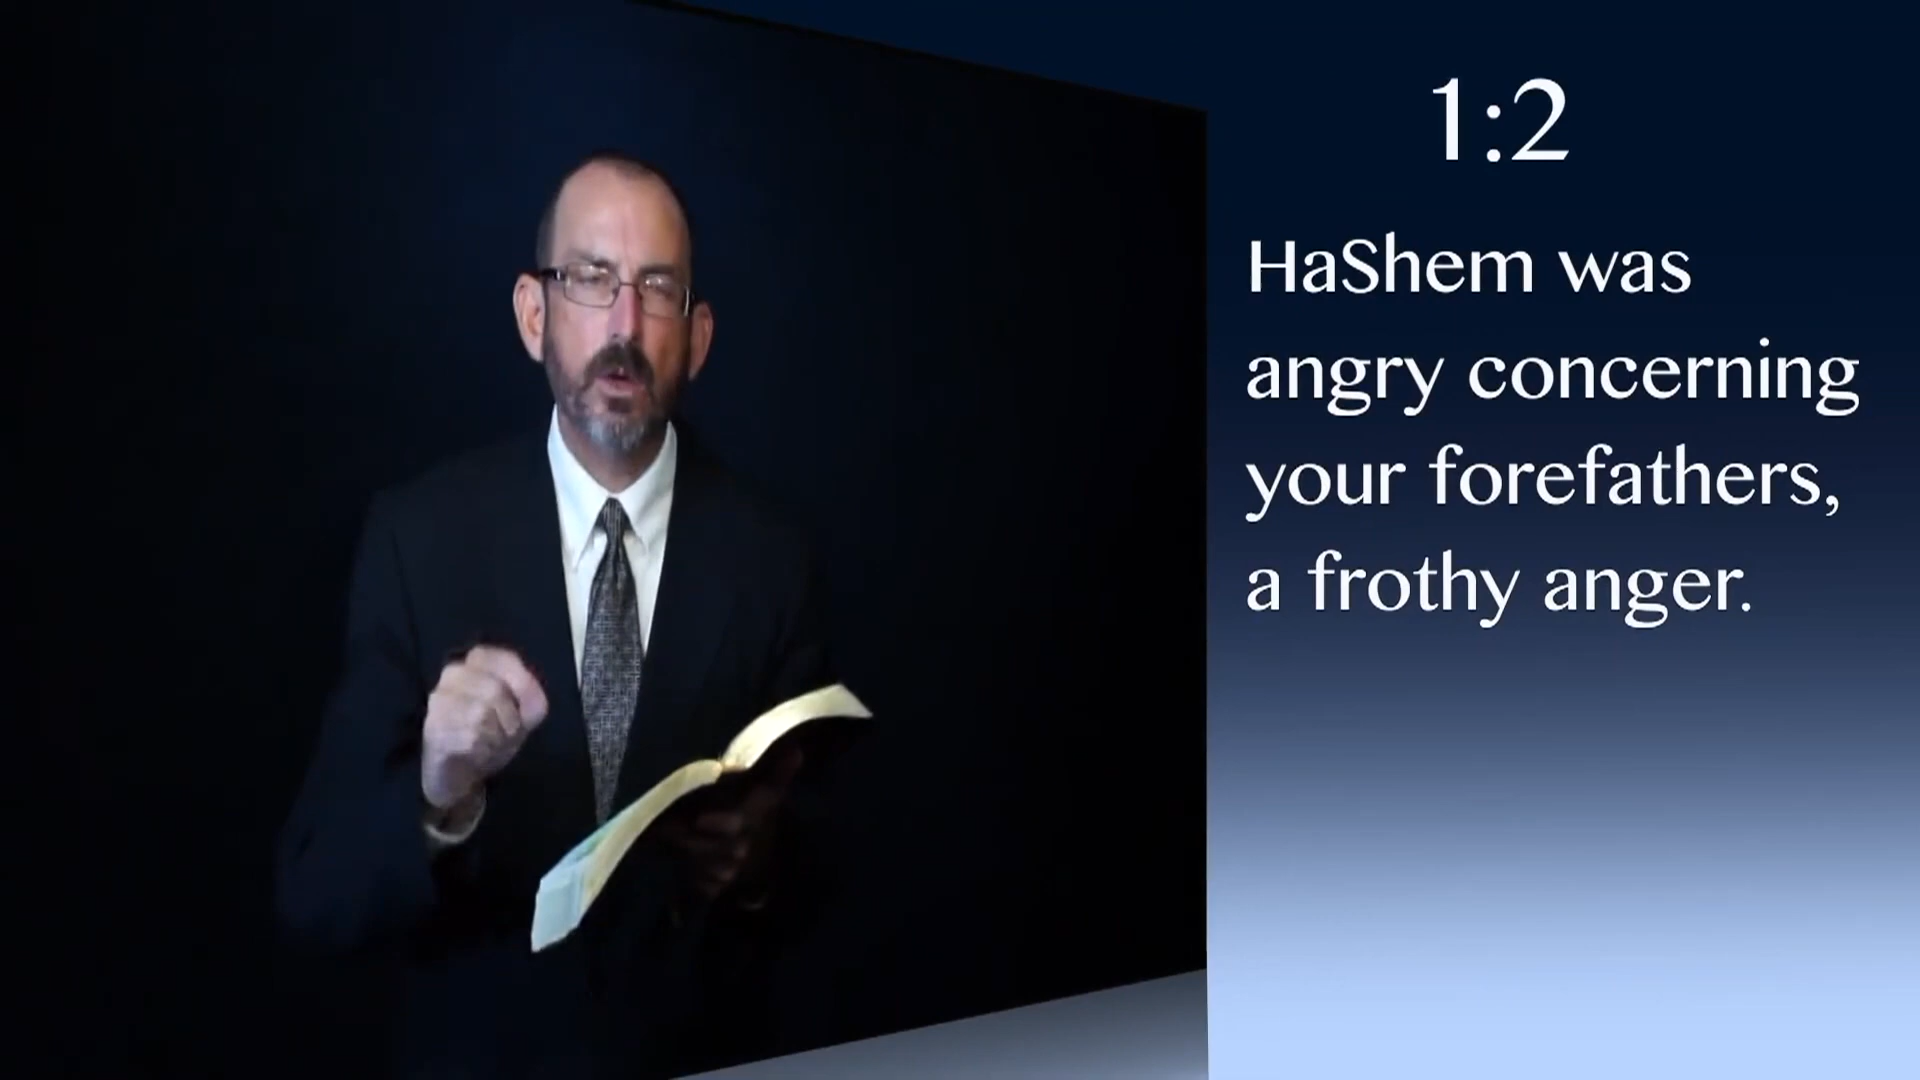 1:2
HaShem was
angry concerning
your forefathers,
a frothy anger.